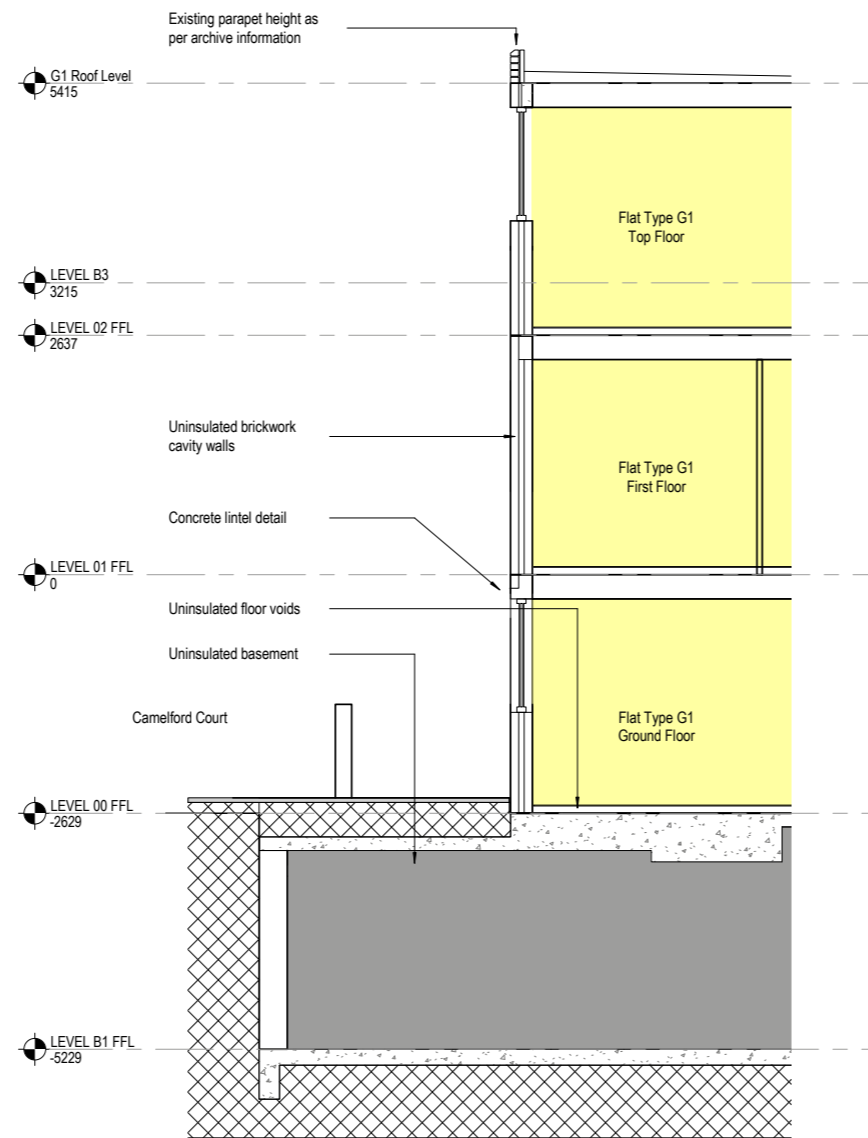 Existing parapet height as
per archive information
G1 Roof Level
5415
Flat Type G1
Top Floor
LEVEL B3
3215
LEVEL 02 FFL
2637
Uninsulated brickwork
cavity walls
Flat Type G1
First Floor
Concrete lintel detail
LEVEL 01 FFL
0
Uninsulated floor voids
Uninsulated basement
Camelford Court
Flat Type G1
Ground Floor
LEVEL 00 FFL
-2629
LEVEL B1 FFL
-5229